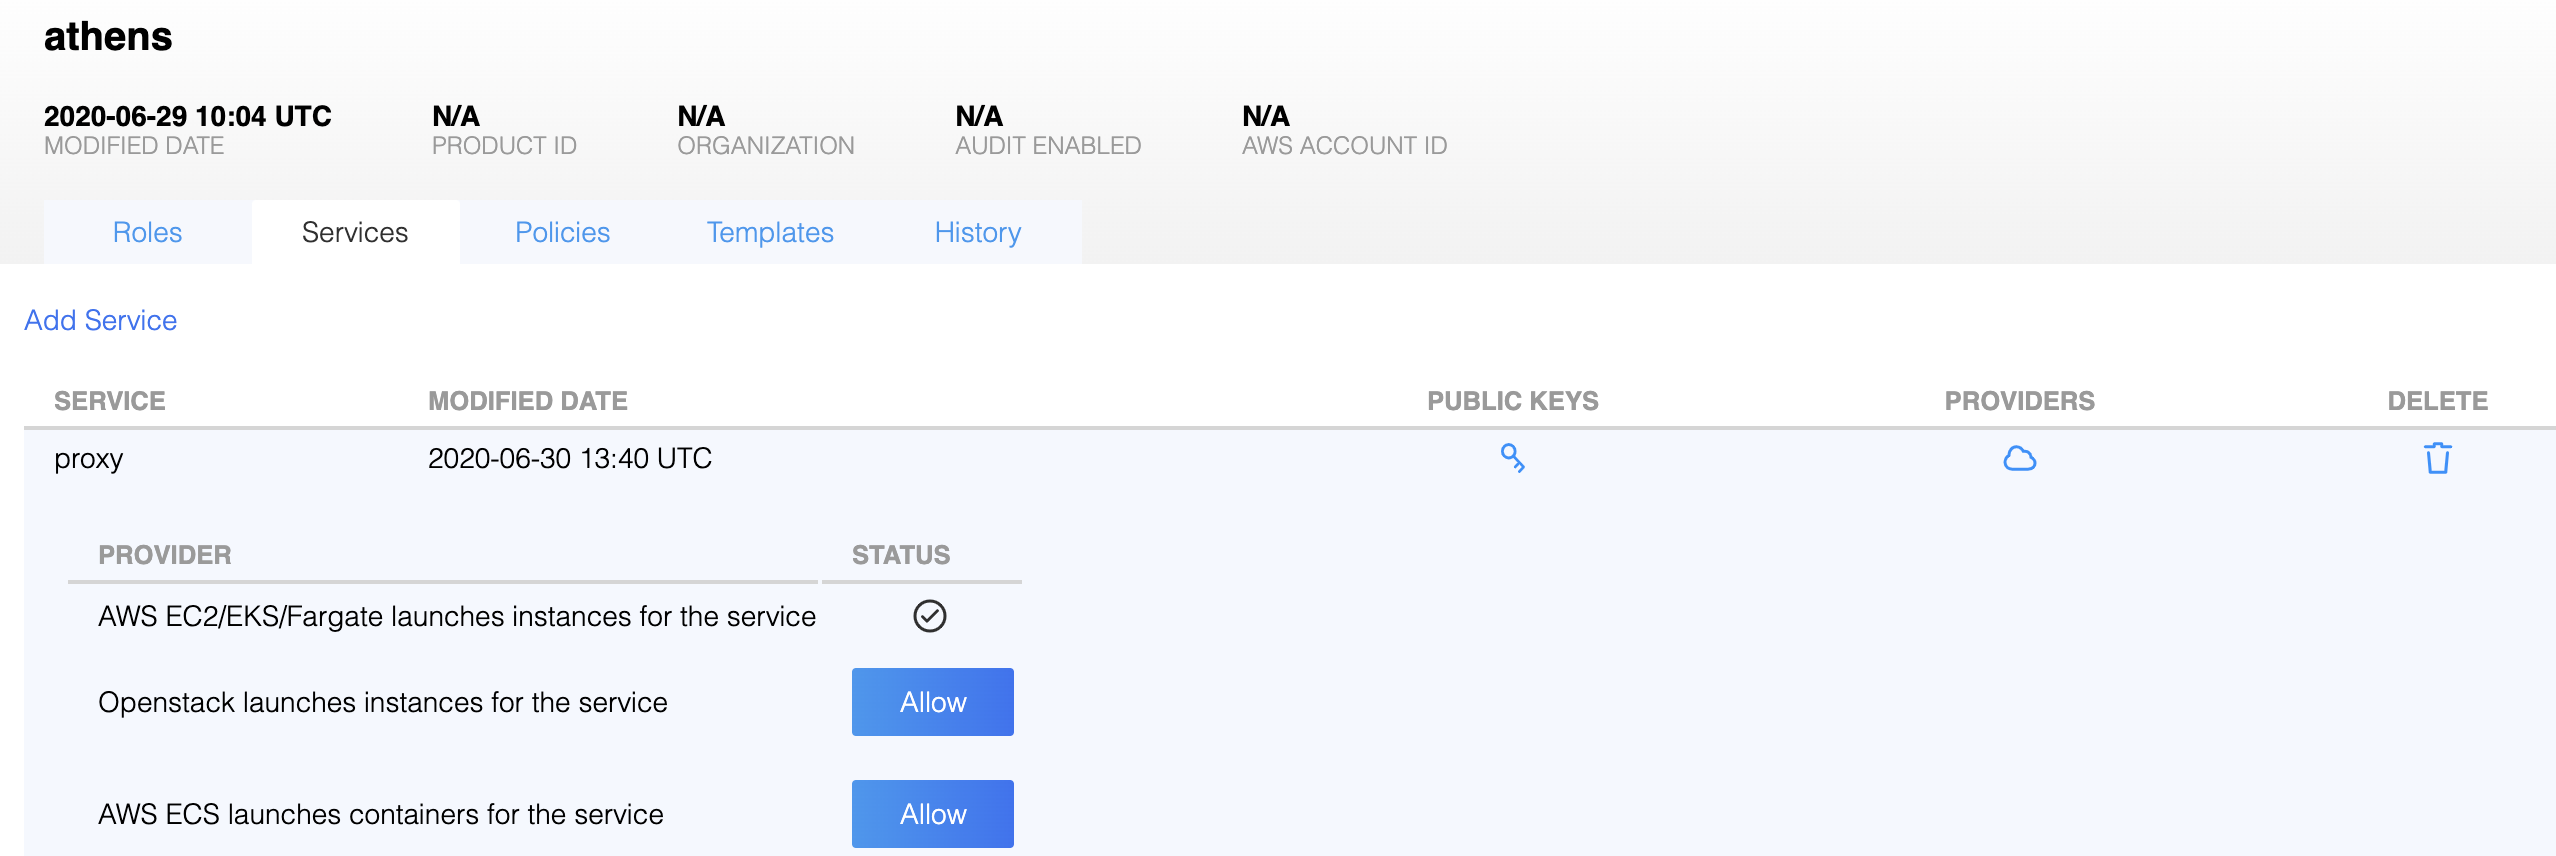 athens
2020-06-29 10:04 UTC N/A N/A N/A N/A
MODIFIED DATE PRODUCT ID ORGANIZATION AUDIT ENABLED AWS ACCOUNT ID
Roles Services Policies Templates History
Add Service
SERVICE MODIFIED DATE PUBLIC KEYS PROVIDERS DELETE
proxy 2020-06-30 13:40 UTC
PROVIDER STATUS
AWS EC2/EKS/Fargate launches instances for the service
Openstack launches instances for the service Allow
AWS ECS launches containers for the service Allow